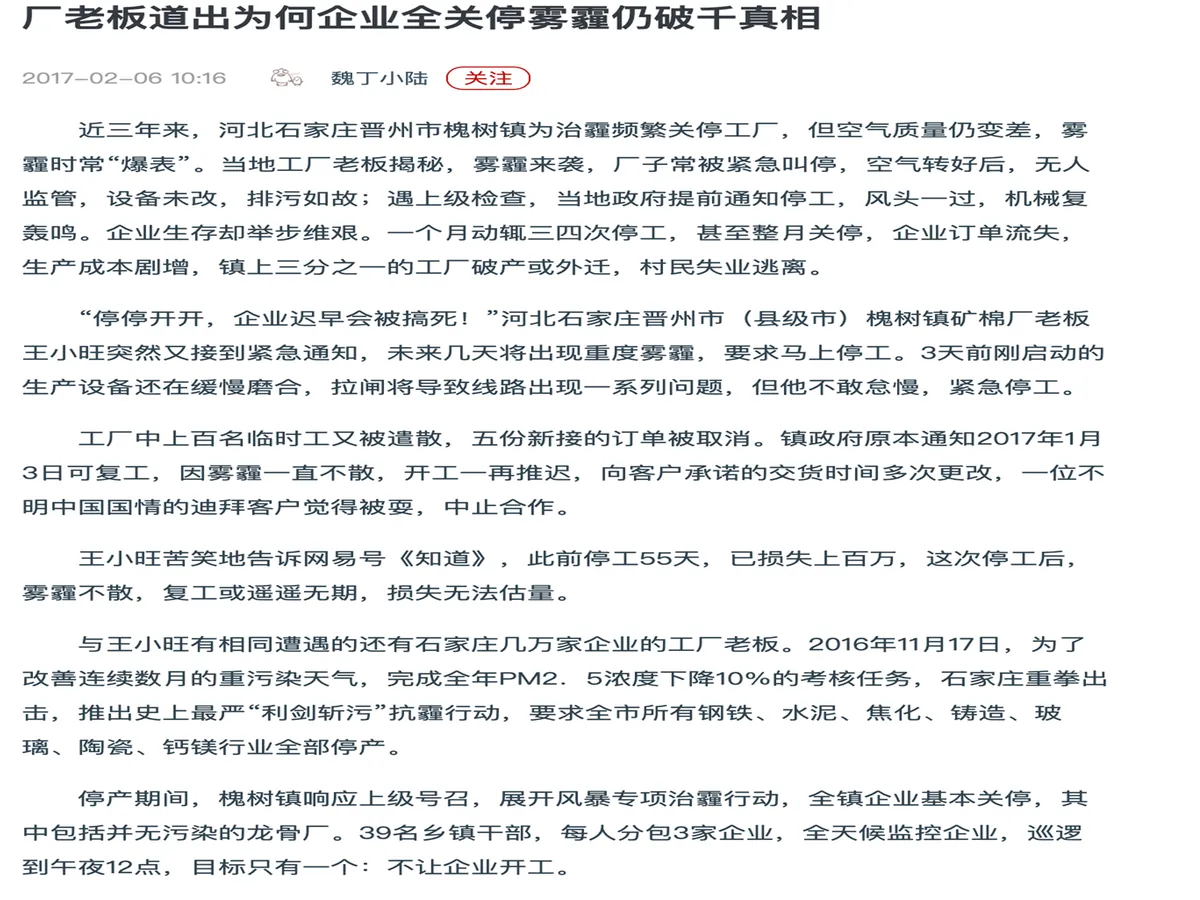 厂老板道出为何企业全关停雾霾仍破千真相
2017-02-06 10:16 魏丁小陆 关注
近三年来，河北石家庄晋州市槐树镇为治霾频繁关停工厂，但空气质量仍变差，雾
霾时常“爆表”。当地工厂老板揭秘，雾霾来袭，厂子常被紧急叫停，空气转好后，无人
监管，设备未改，排污如故；遇上级检查，当地政府提前通知停工，风头一过，机械复
轰鸣。企业生存却举步维艰。一个月动辄三四次停工，甚至整月关停，企业订单流失，
生产成本剧增，镇上三分之一的工厂破产或外迁，村民失业逃离。
“停停开开，企业迟早会被搞死！”河北石家庄晋州市（县级市）槐树镇矿棉厂老板
王小旺突然又接到紧急通知，未来几天将出现重度雾霾，要求马上停工。3天前刚启动的
生产设备还在缓慢磨合，拉闸将导致线路出现一系列问题，但他不敢怠慢，紧急停工。
工厂中上百名临时工又被遣散，五份新接的订单被取消。镇政府原本通知2017年1月
3日可复工，因雾霾一直不散，开工一再推迟，向客户承诺的交货时间多次更改，一位不
明中国国情的迪拜客户觉得被耍，中止合作。
王小旺苦笑地告诉网易号《知道》，此前停工55天，已损失上百万，这次停工后，
雾霾不散，复工或遥遥无期，损失无法估量。
与王小旺有相同遭遇的还有石家庄几万家企业的工厂老板。2016年11月17日，为了
改善连续数月的重污染天气，完成全年PM2．5浓度下降10%的考核任务，石家庄重拳出
击，推出史上最严“利剑斩污”抗霾行动，要求全市所有钢铁、水泥、焦化、铸造、玻
璃、陶瓷、钙镁行业全部停产。
停产期间，槐树镇响应上级号召，展开风暴专项治霾行动，全镇企业基本关停，其
中包括并无污染的龙骨厂。39名乡镇干部，每人分包3家企业，全天候监控企业，巡逻
到午夜12点，目标只有一个：不让企业开工。